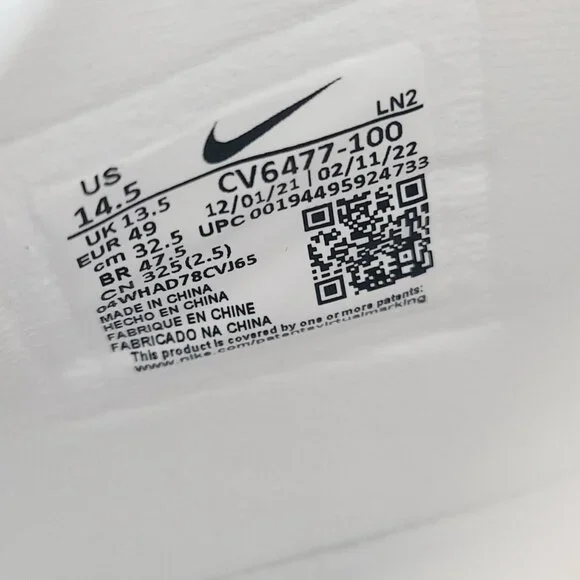 LN2
US
14.5
CV6477-100
UK 13.5
12/01/21 | 02/11/22
EUR 49
UPC 00194495924733
cm 32.5
BR 47.5
CN 325(2.5)
04WHAD78CVJ65
MADE IN CHINA
HECHO EN CHINA
FABRIQUE EN CHINE
FABRICADO NA CHINA
This product is covered by one or more patents:
www.nike.com/patentsvirtualmarking